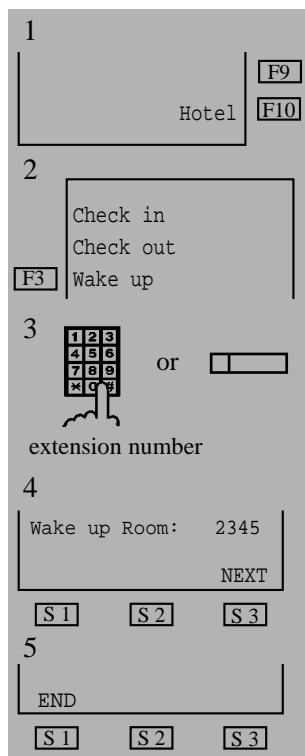 1
F9
Hotel F10
2
Check in
Check out
F3 Wake up
3
1 2 3
4 5 6
7 8 9
* 0 #
or
extension number
4
Wake up Room: 2345
NEXT
S 1 S 2 S 3
5
END
S 1 S 2 S 3